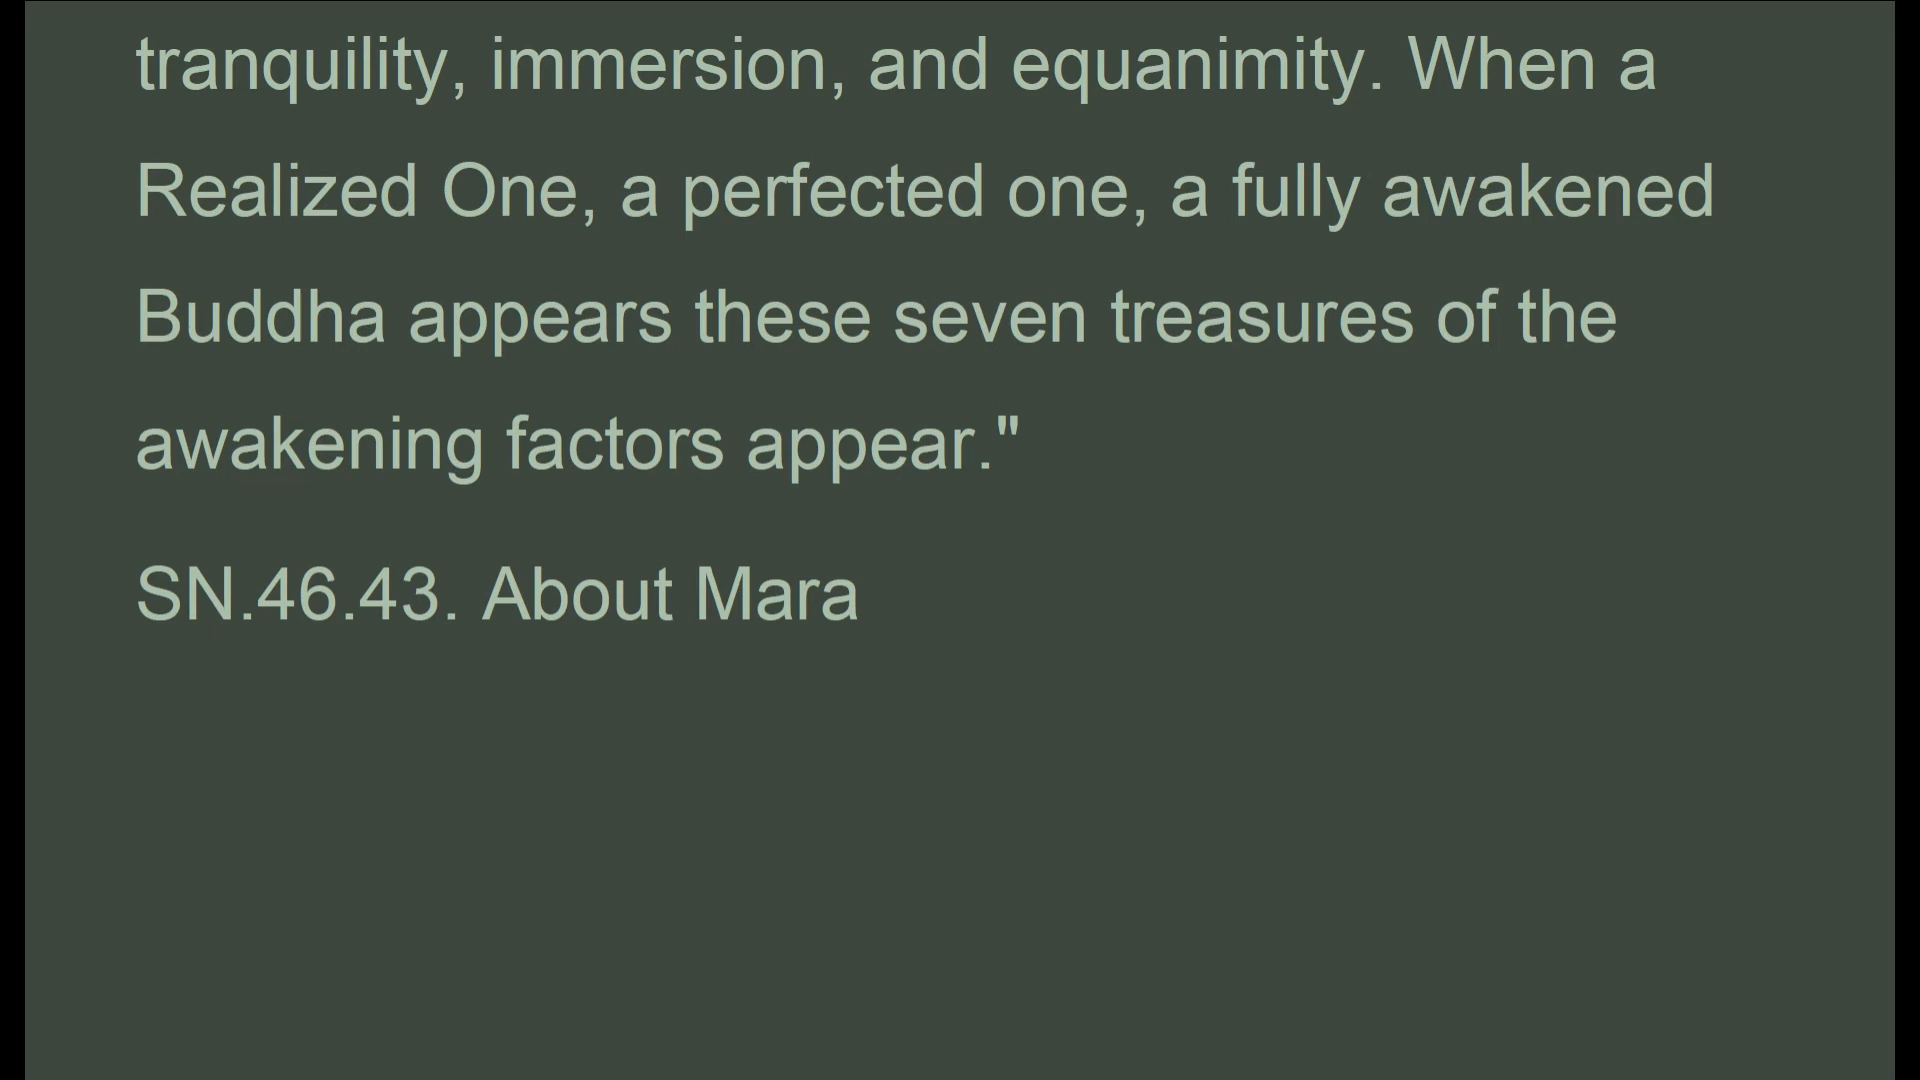 tranquility, immersion, and equanimity. When a
Realized One, a perfected one, a fully awakened
Buddha appears these seven treasures of the
awakening factors appear."
SN.46.43. About Mara